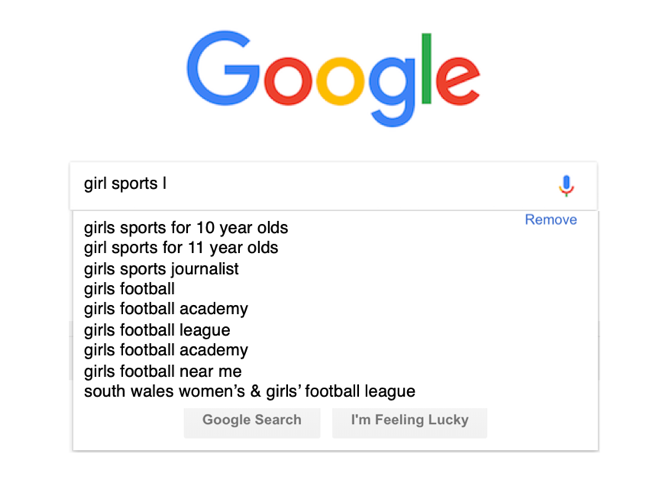 Google
girl sports l
Remove
girls sports for 10 year olds
girl sports for 11 year olds
girls sports journalist
girls football
girls football academy
girls football league
girls football academy
girls football near me
south wales women’s & girls’ football league
Google Search
I'm Feeling Lucky